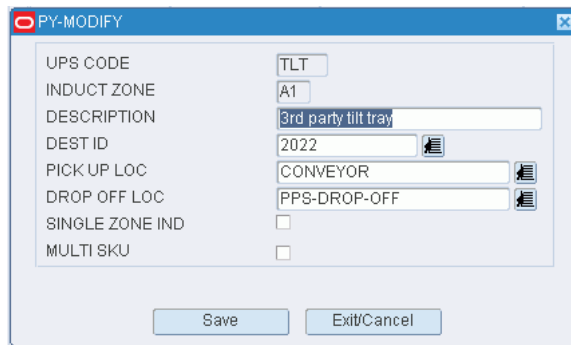 PY-MODIFY
UPS CODE TLT
INDUCT ZONE A1
DESCRIPTION 3rd party tilt tray
DEST ID 2022
PICK UP LOC CONVEYOR
DROP OFF LOC PPS-DROP-OFF
SINGLE ZONE IND
MULTI SKU
Save Exit/Cancel